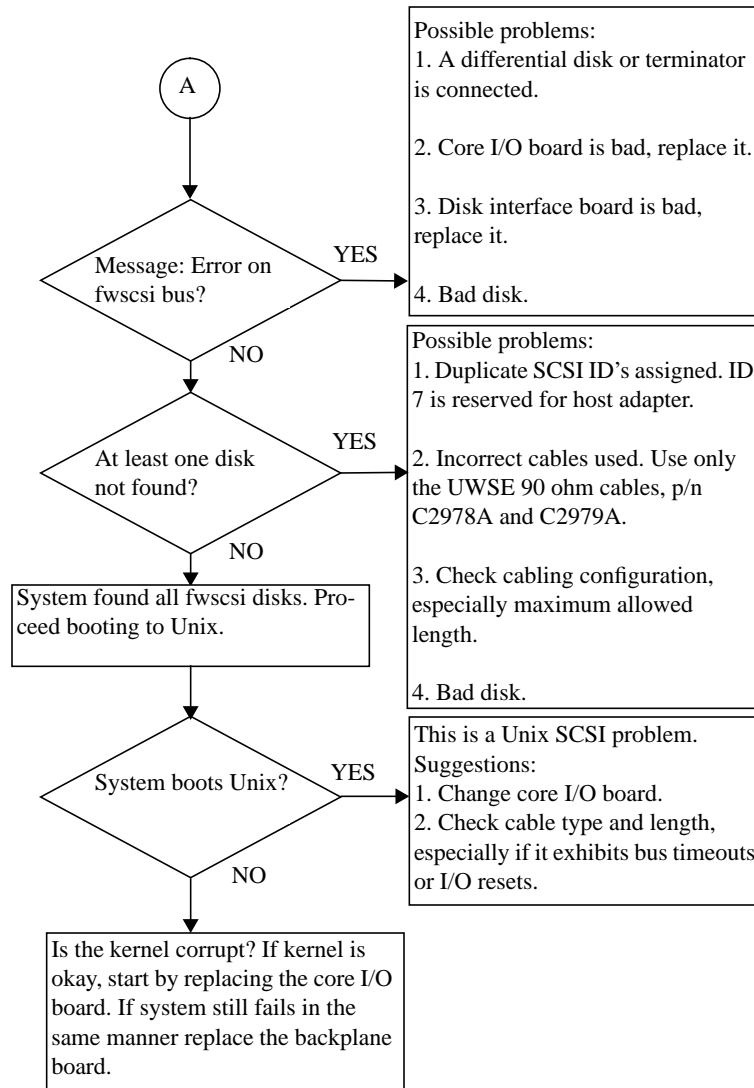 A
Possible problems:
1. A differential disk or terminator
is connected.
2. Core I/O board is bad, replace it.
3. Disk interface board is bad,
replace it.
4. Bad disk.
Message: Error on
fwscsi bus?
YES
NO
Possible problems:
1. Duplicate SCSI ID's assigned. ID
7 is reserved for host adapter.
2. Incorrect cables used. Use only
the UWSE 90 ohm cables, p/n
C2978A and C2979A.
3. Check cabling configuration,
especially maximum allowed
length.
4. Bad disk.
At least one disk
not found?
YES
NO
System found all fwscsi disks. Pro-
ceed booting to Unix.
System boots Unix?
YES
NO
This is a Unix SCSI problem.
Suggestions:
1. Change core I/O board.
2. Check cable type and length,
especially if it exhibits bus timeouts
or I/O resets.
Is the kernel corrupt? If kernel is
okay, start by replacing the core I/O
board. If system still fails in the
same manner replace the backplane
board.